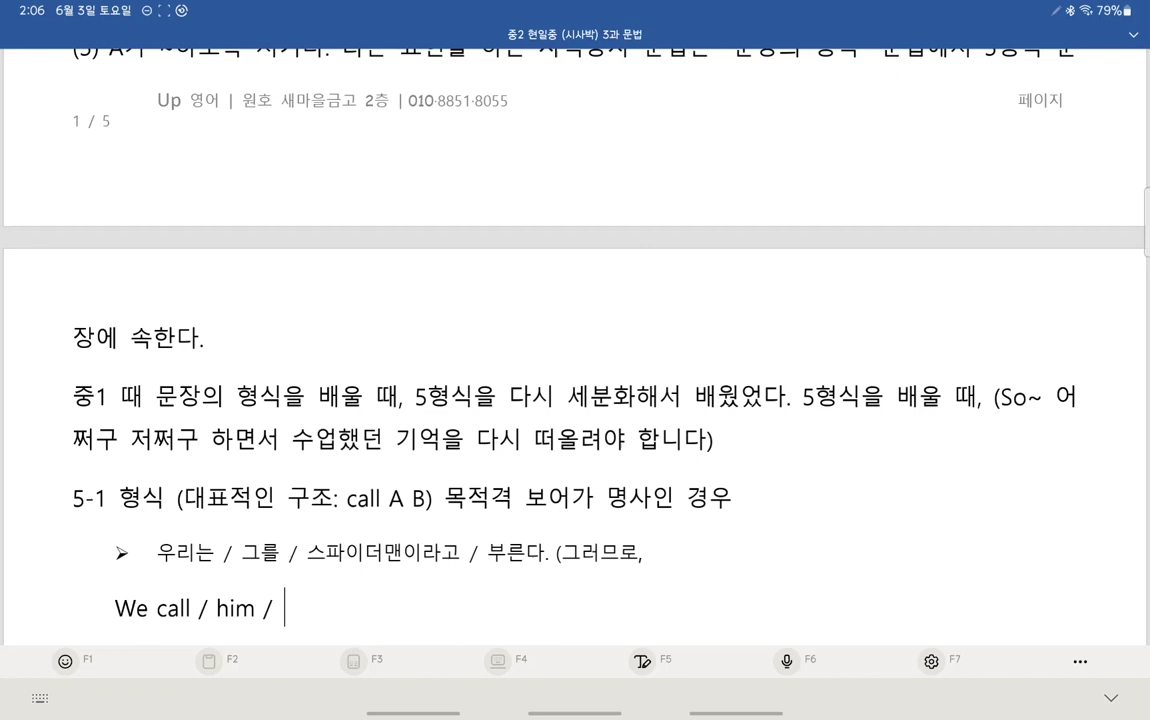 2:06 6월 3일 토요일
79%
중2 현일중 (시사박) 3과 문법
Up 영어 | 원호 새마을금고 2층 | 010·8851·8055 페이지
1 / 5
장에 속한다.
중1 때 문장의 형식을 배울 때, 5형식을 다시 세분화해서 배웠었다. 5형식을 배울 때, (So~ 어
쩌구 저쩌구 하면서 수업했던 기억을 다시 떠올려야 합니다)
5-1 형식 (대표적인 구조: call A B) 목적격 보어가 명사인 경우
➢ 우리는 / 그를 / 스파이더맨이라고 / 부른다. (그러므로,
We call / him /
F1 F2 F3 F4 F5 F6 F7